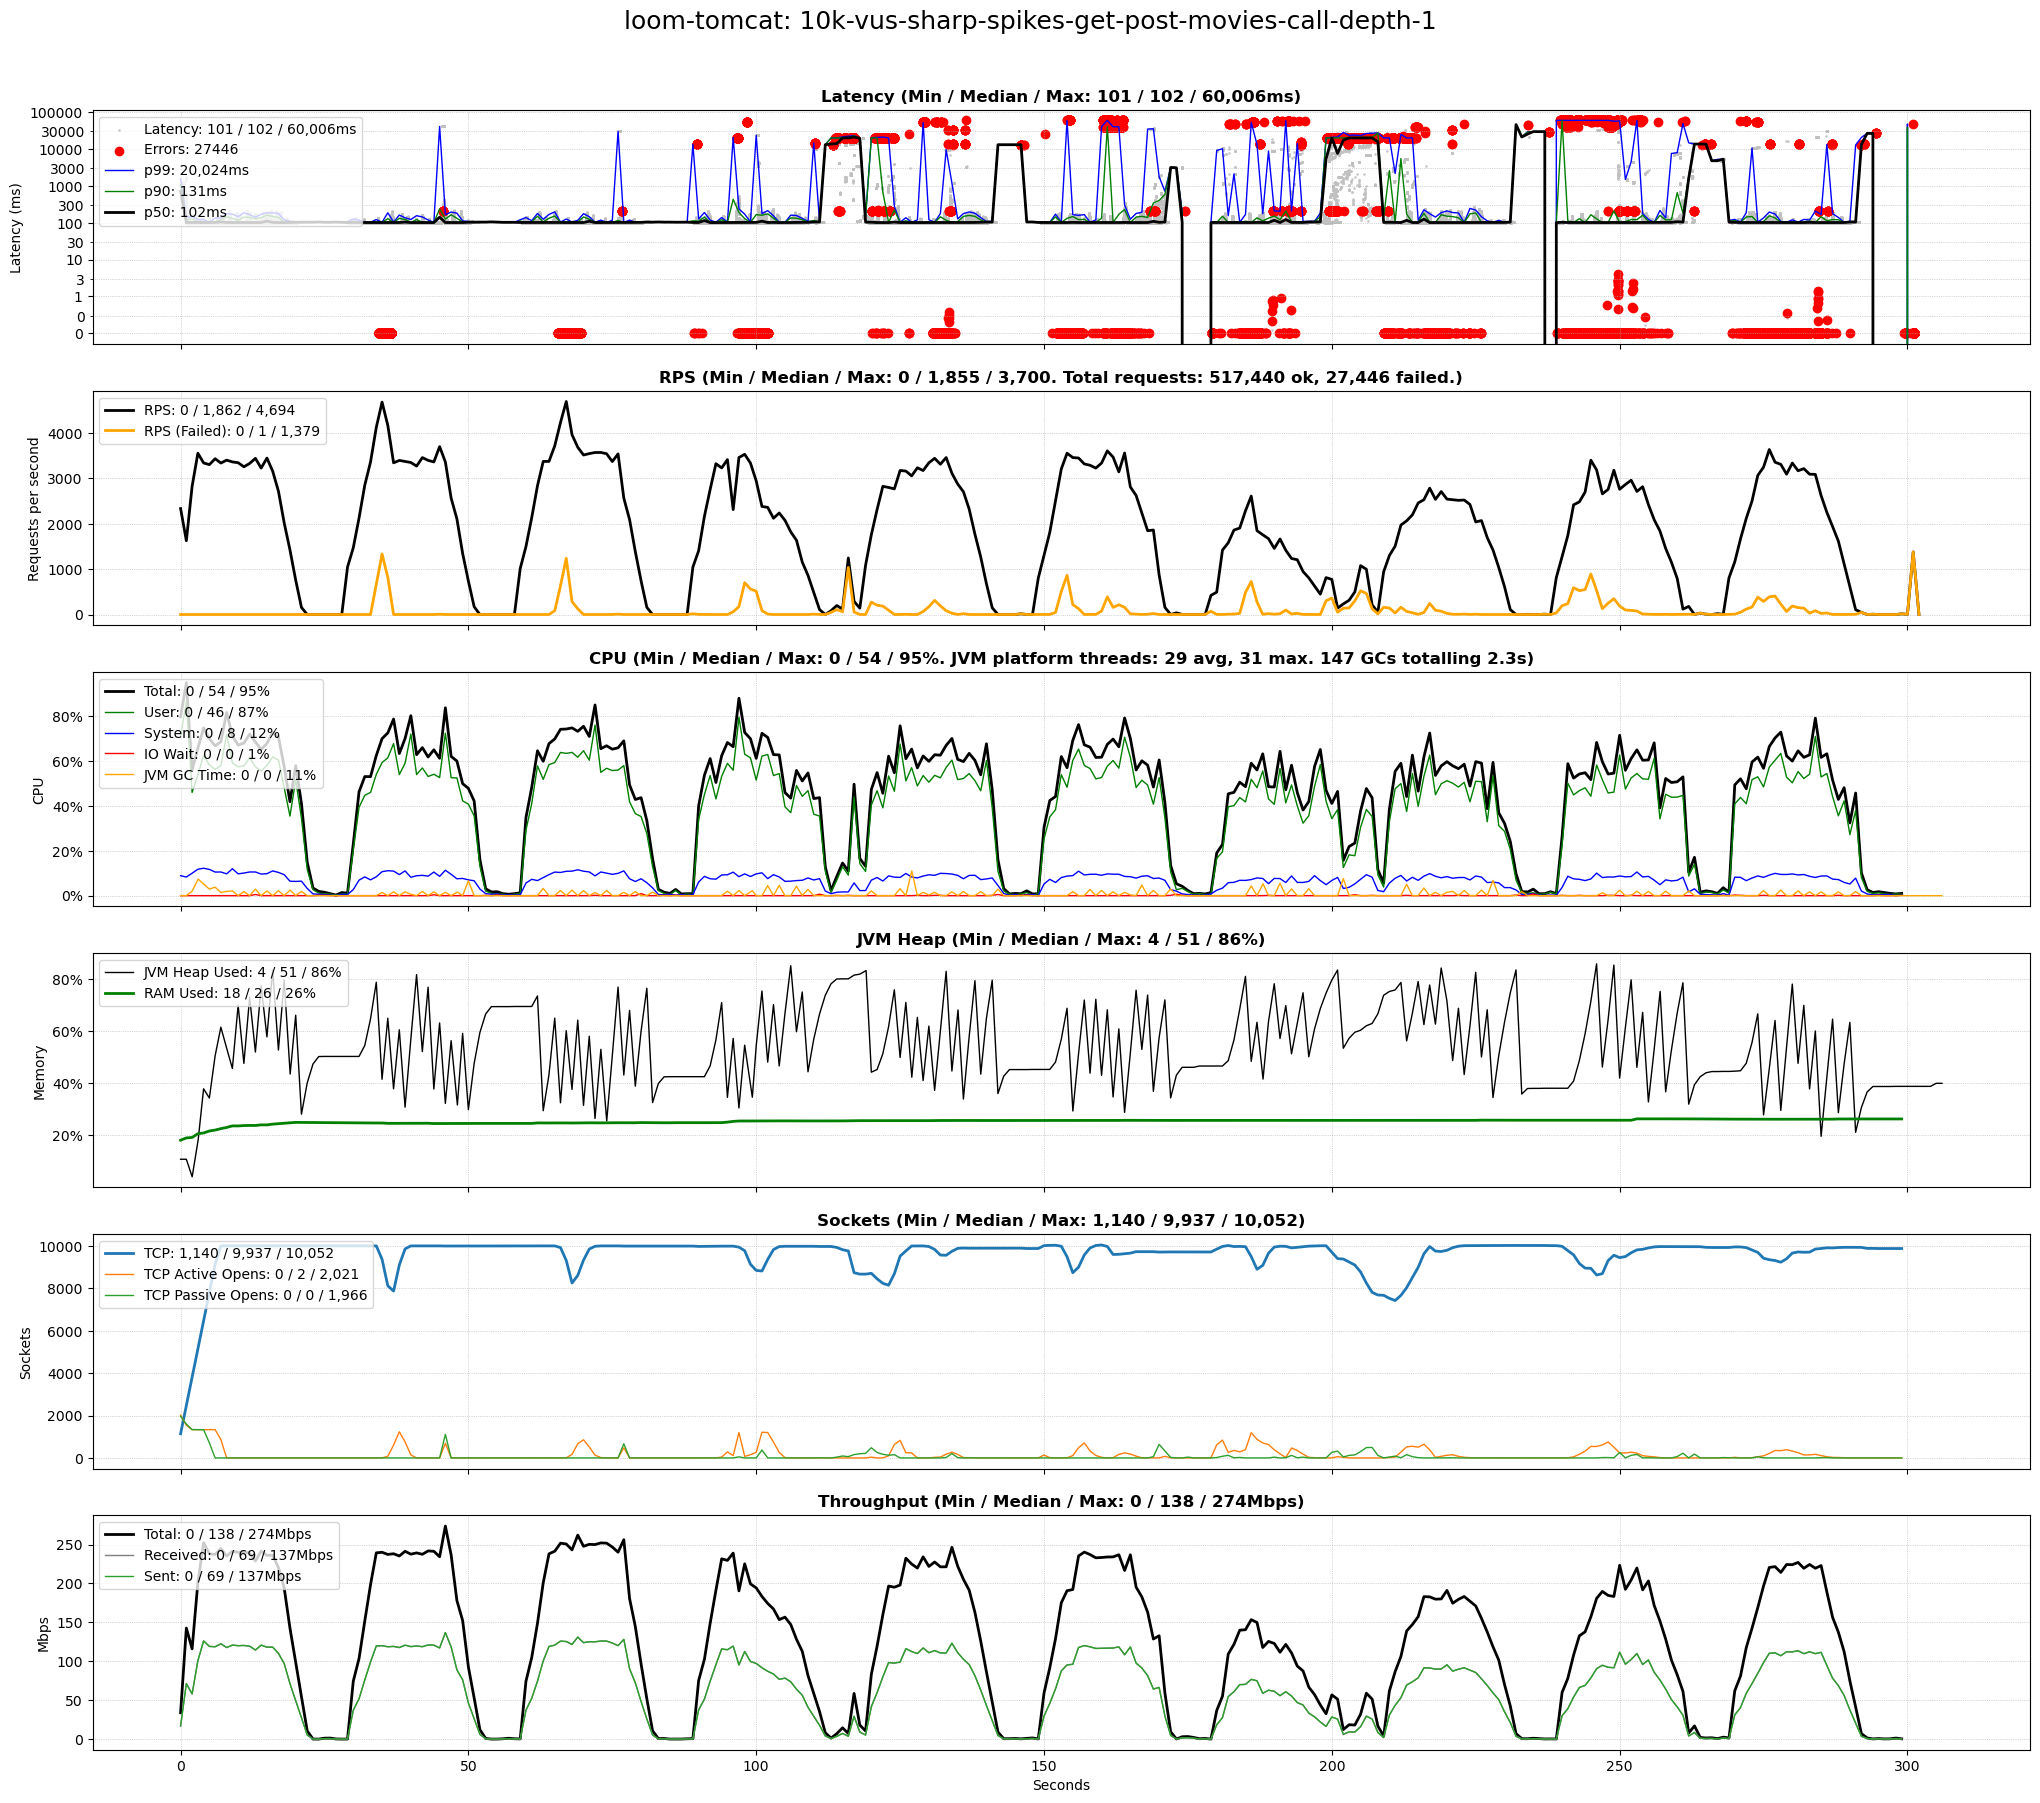 loom-tomcat: 10k-vus-sharp-spikes-get-post-movies-call-depth-1
Latency (Min / Median / Max: 101 / 102 / 60,006ms)
Latency (ms)
100000
30000
10000
3000
1000
300
100
30
10
3
1
0
0
Latency: 101 / 102 / 60,006ms
Errors: 27446
p99: 20,024ms
p90: 131ms
p50: 102ms
RPS (Min / Median / Max: 0 / 1,855 / 3,700. Total requests: 517,440 ok, 27,446 failed.)
Requests per second
4000
3000
2000
1000
0
RPS: 0 / 1,862 / 4,694
RPS (Failed): 0 / 1 / 1,379
CPU (Min / Median / Max: 0 / 54 / 95%. JVM platform threads: 29 avg, 31 max. 147 GCs totalling 2.3s)
CPU
80%
60%
40%
20%
0%
Total: 0 / 54 / 95%
User: 0 / 46 / 87%
System: 0 / 8 / 12%
IO Wait: 0 / 0 / 1%
JVM GC Time: 0 / 0 / 11%
JVM Heap (Min / Median / Max: 4 / 51 / 86%)
Memory
80%
60%
40%
20%
JVM Heap Used: 4 / 51 / 86%
RAM Used: 18 / 26 / 26%
Sockets (Min / Median / Max: 1,140 / 9,937 / 10,052)
Sockets
10000
8000
6000
4000
2000
0
TCP: 1,140 / 9,937 / 10,052
TCP Active Opens: 0 / 2 / 2,021
TCP Passive Opens: 0 / 0 / 1,966
Throughput (Min / Median / Max: 0 / 138 / 274Mbps)
Mbps
250
200
150
100
50
0
Total: 0 / 138 / 274Mbps
Received: 0 / 69 / 137Mbps
Sent: 0 / 69 / 137Mbps
0 50 100 150 200 250 300
Seconds